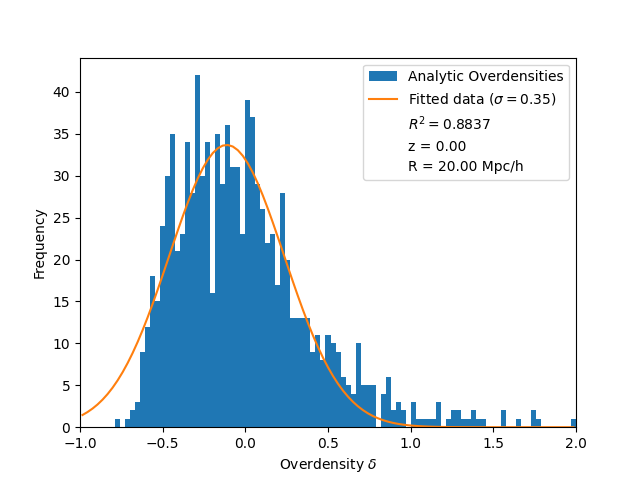 Analytic Overdensities
Fitted data (σ = 0.35)
R² = 0.8837
z = 0.00
R = 20.00 Mpc/h
Frequency
40
35
30
25
20
15
10
5
0
−1.0 −0.5 0.0 0.5 1.0 1.5 2.0
Overdensity δ